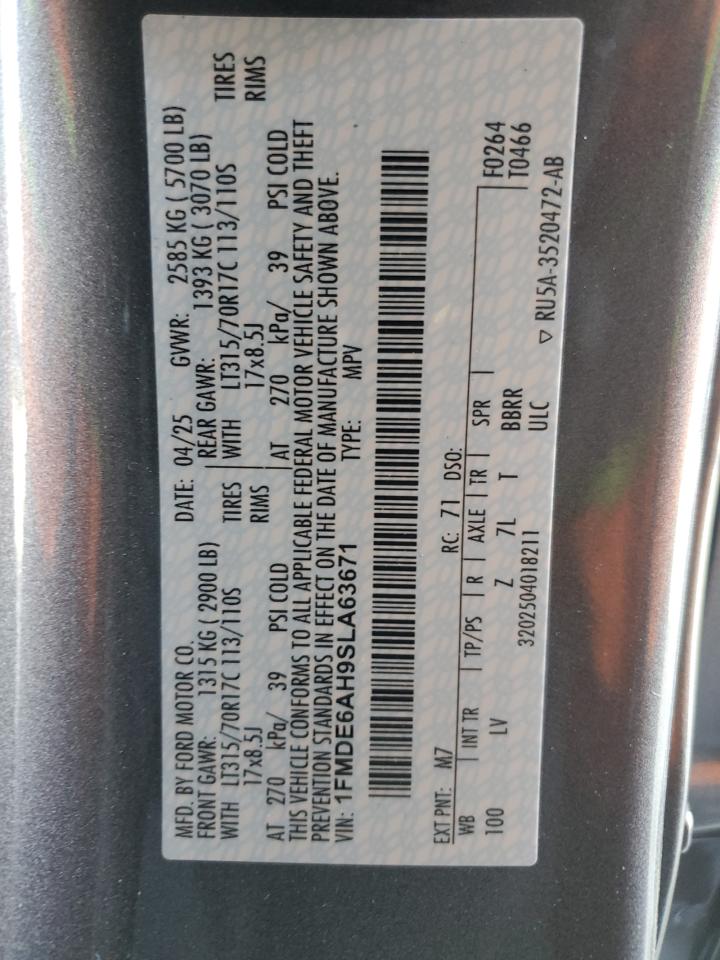 MFD. BY FORD MOTOR CO. DATE: 04/25 GVWR: 2585 KG ( 5700 LB)
FRONT GAWR: 1315 KG ( 2900 LB) REAR GAWR: 1393 KG ( 3070 LB)
WITH LT315/70R17C 113/110S TIRES WITH LT315/70R17C 113/110S TIRES
17x8.5J RIMS 17x8.5J RIMS
AT 270 kPa/ 39 PSI COLD AT 270 kPa/ 39 PSI COLD
THIS VEHICLE CONFORMS TO ALL APPLICABLE FEDERAL MOTOR VEHICLE SAFETY AND THEFT
PREVENTION STANDARDS IN EFFECT ON THE DATE OF MANUFACTURE SHOWN ABOVE.
VIN: 1FMDE6AH9SLA63671 TYPE: MPV
EXT PNT: M7 RC: 71 DSO:
WB INT TR TP/PS R AXLE TR SPR F0264
100 LV Z 7L T BBRR T0466
3202504018211 ULC
▽ RU5A-3520472-AB